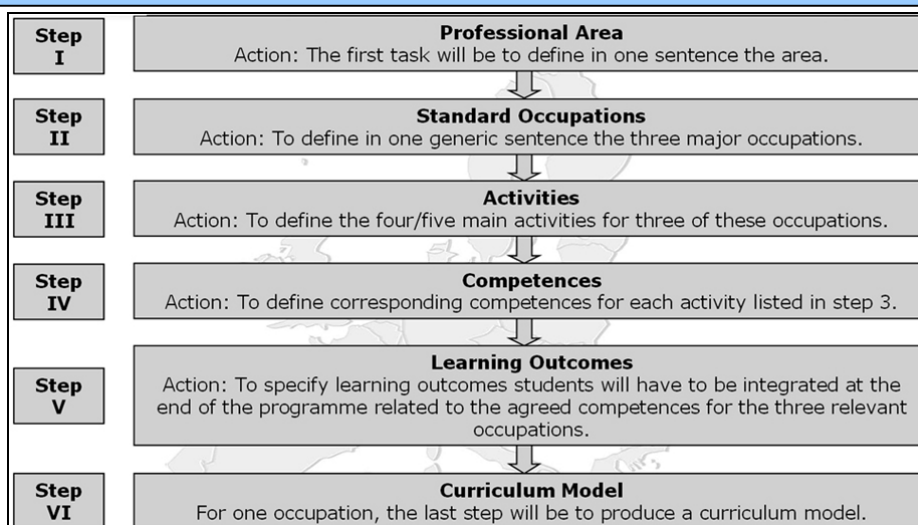 Step
I
Professional Area
Action: The first task will be to define in one sentence the area.
Step
II
Standard Occupations
Action: To define in one generic sentence the three major occupations.
Step
III
Activities
Action: To define the four/five main activities for three of these occupations.
Step
IV
Competences
Action: To define corresponding competences for each activity listed in step 3.
Step
V
Learning Outcomes
Action: To specify learning outcomes students will have to be integrated at the
end of the programme related to the agreed competences for the three relevant
occupations.
Step
VI
Curriculum Model
For one occupation, the last step will be to produce a curriculum model.